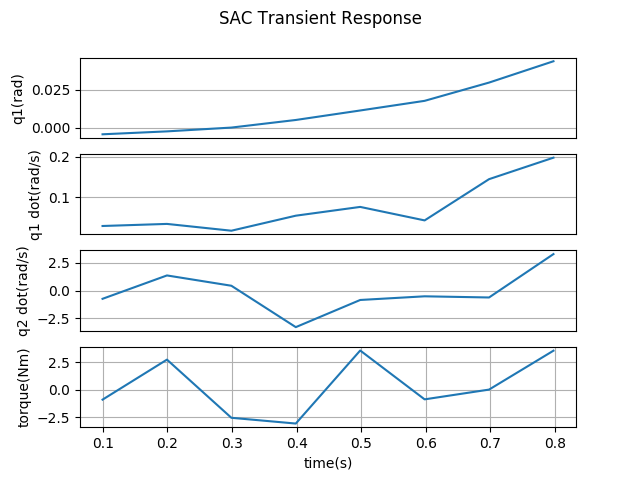 SAC Transient Response
q1(rad)
0.025
0.000
q1 dot(rad/s)
0.2
0.1
q2 dot(rad/s)
2.5
0.0
−2.5
torque(Nm)
2.5
0.0
−2.5
0.1 0.2 0.3 0.4 0.5 0.6 0.7 0.8
time(s)